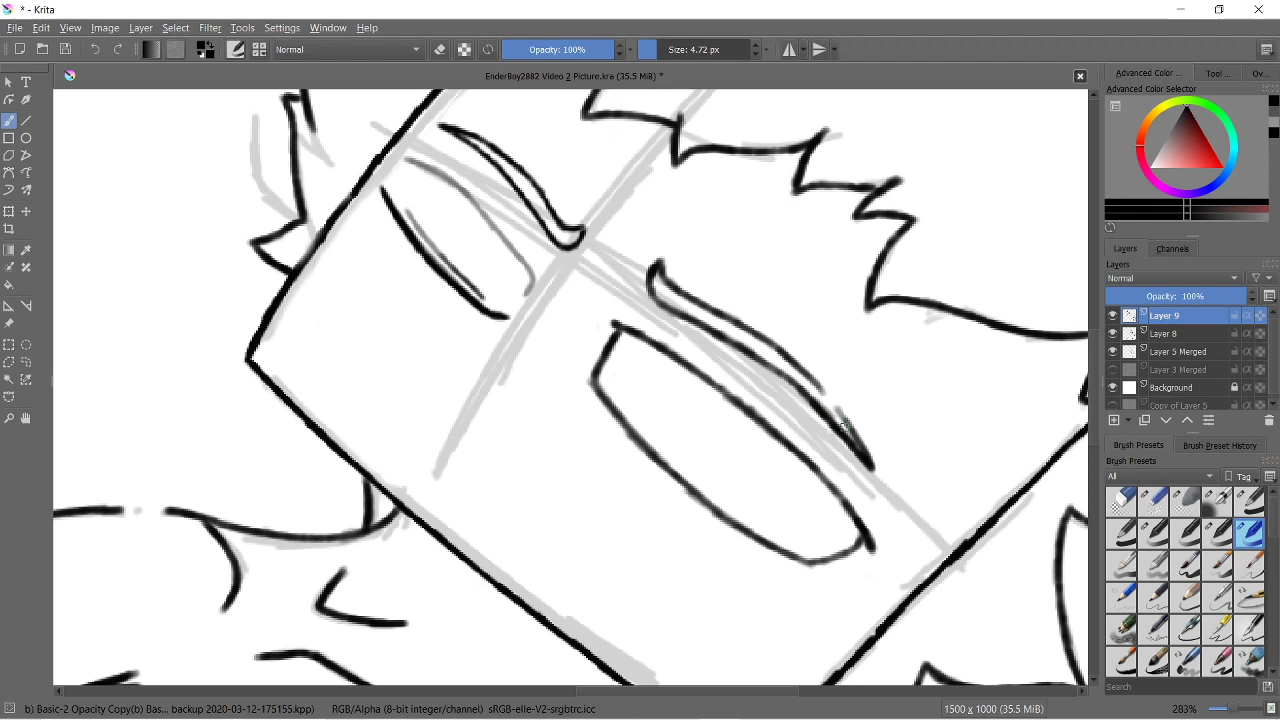 * - Krita
File Edit View Image Layer Select Filter Tools Settings Window Help
Normal Opacity: 100% Size: 4.72 px
EnderBoy2882 Video 2 Picture.kra (35.5 MiB) *
Advanced Color ... Tool ... Ov...
Advanced Color Selector
Layers Channels
Layers
Normal
Opacity: 100%
Layer 9
Layer 8
Layer 5 Merged
Layer 3 Merged
Background
Copy of Layer 5
Brush Presets Brush Preset History
Brush Presets
All Tag
Search
b) Basic-2 Opacity Copy(b) Bas... backup 2020-03-12-175155.kpp) RGB/Alpha (8-bit integer/channel) sRGB-elle-V2-srgbtrc.icc 1500 x 1000 (35.5 MiB) 283%